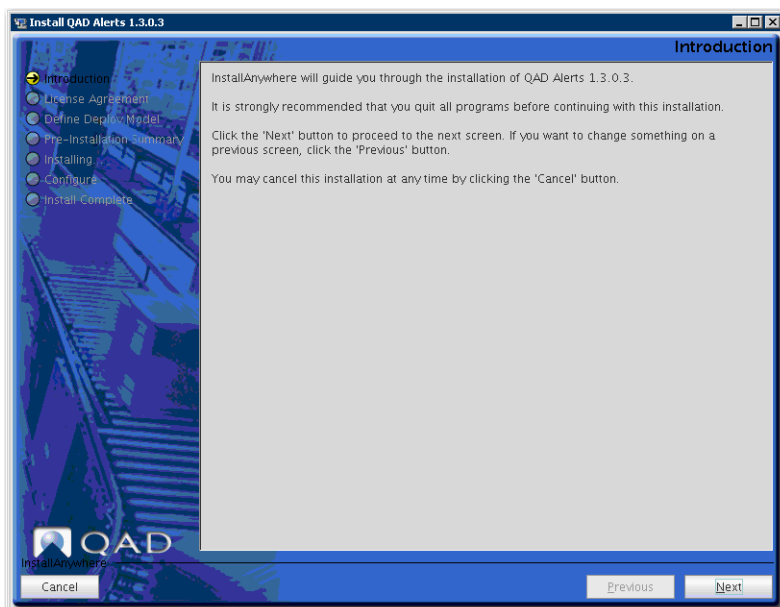 Install QAD Alerts 1.3.0.3
Introduction
Introduction
License Agreement
Define Deploy Model
Pre-Installation Summary
Installing...
Configure
Install Complete
InstallAnywhere will guide you through the installation of QAD Alerts 1.3.0.3.
It is strongly recommended that you quit all programs before continuing with this installation.
Click the 'Next' button to proceed to the next screen. If you want to change something on a
previous screen, click the 'Previous' button.
You may cancel this installation at any time by clicking the 'Cancel' button.
QAD
InstallAnywhere
Cancel
Previous
Next